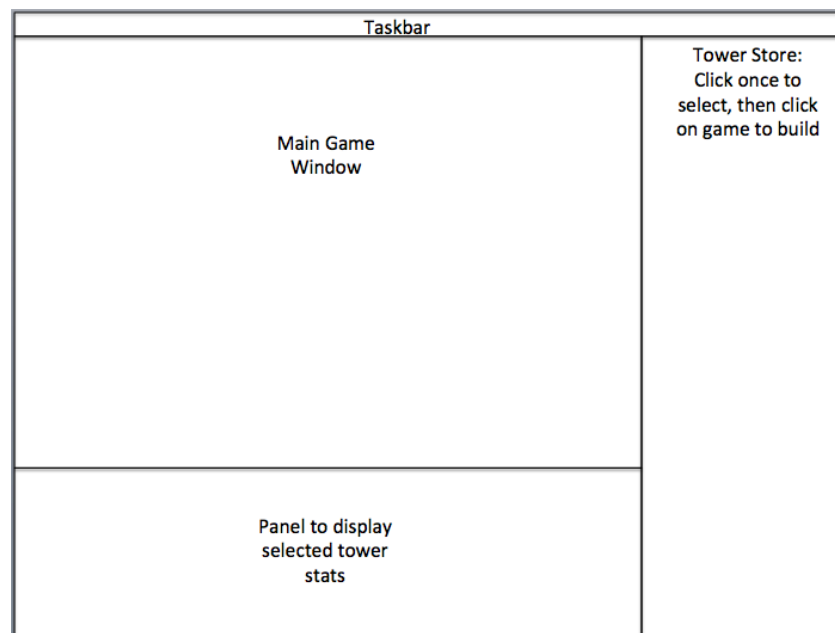 Taskbar
Main Game
Window
Tower Store:
Click once to
select, then click
on game to build
Panel to display
selected tower
stats